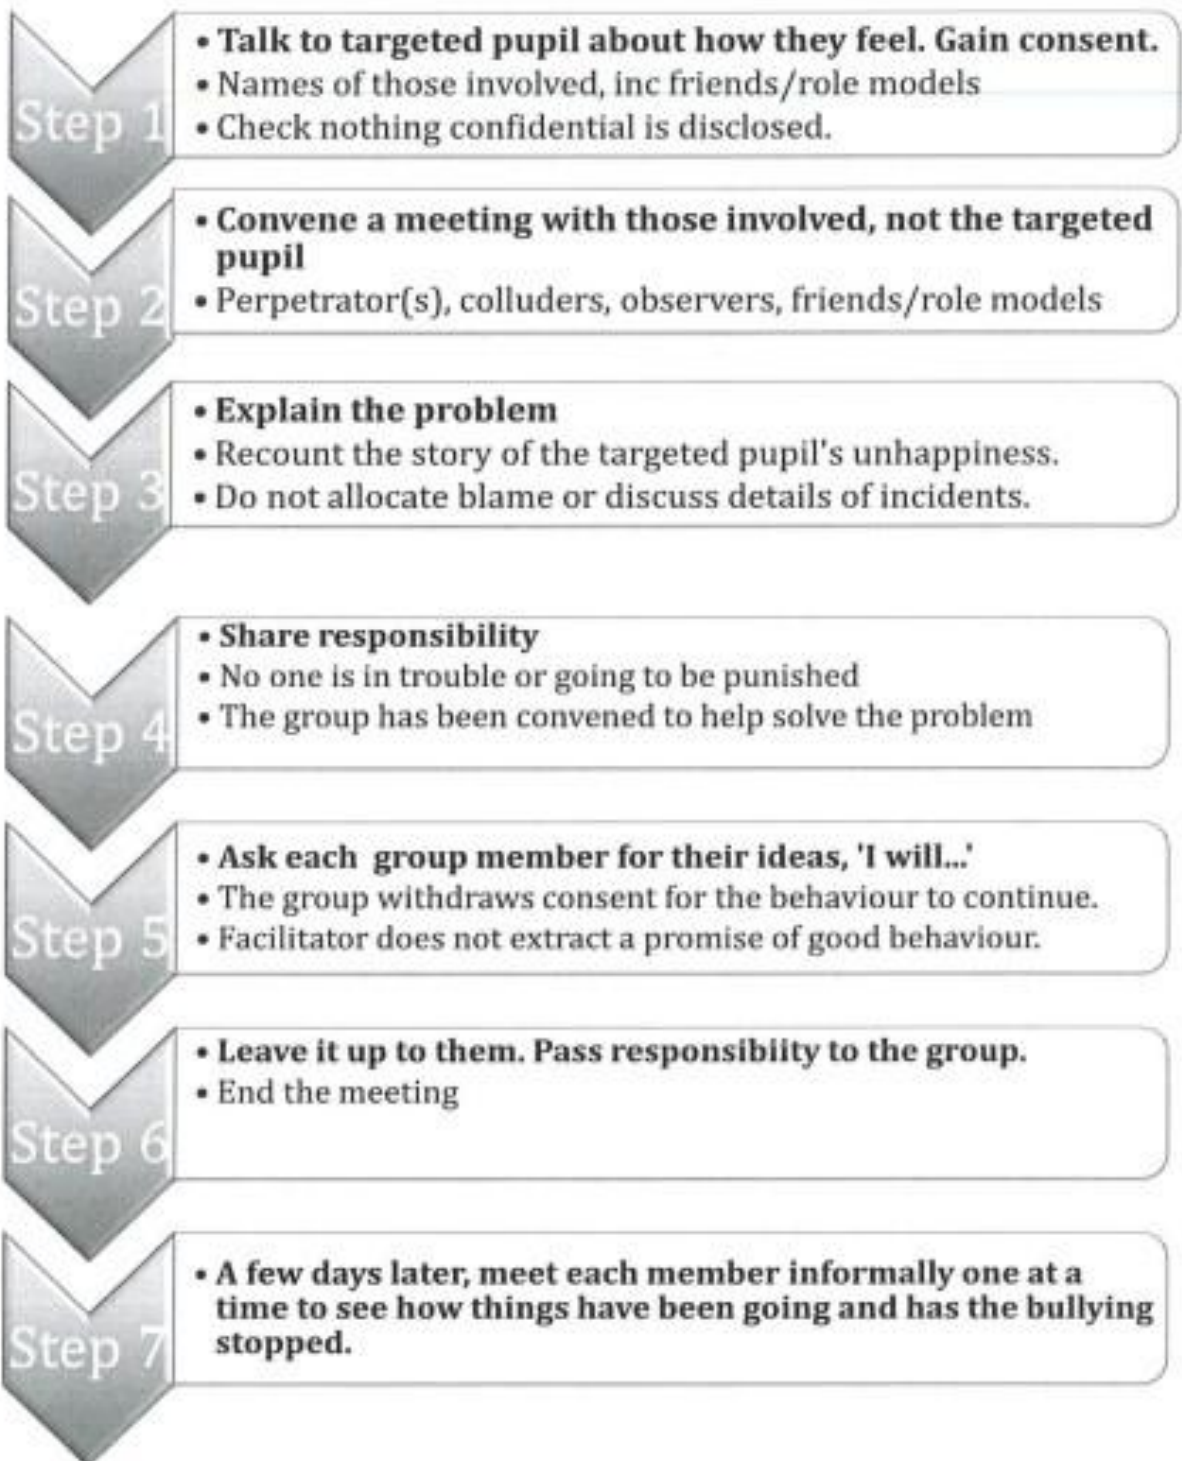 Step 1
• Talk to targeted pupil about how they feel. Gain consent.
• Names of those involved, inc friends/role models
• Check nothing confidential is disclosed.
Step 2
• Convene a meeting with those involved, not the targeted
pupil
• Perpetrator(s), colluders, observers, friends/role models
Step 3
• Explain the problem
• Recount the story of the targeted pupil's unhappiness.
• Do not allocate blame or discuss details of incidents.
Step 4
• Share responsibility
• No one is in trouble or going to be punished
• The group has been convened to help solve the problem
Step 5
• Ask each group member for their ideas, 'I will...'
• The group withdraws consent for the behaviour to continue.
• Facilitator does not extract a promise of good behaviour.
Step 6
• Leave it up to them. Pass responsibiity to the group.
• End the meeting
Step 7
• A few days later, meet each member informally one at a
time to see how things have been going and has the bullying
stopped.